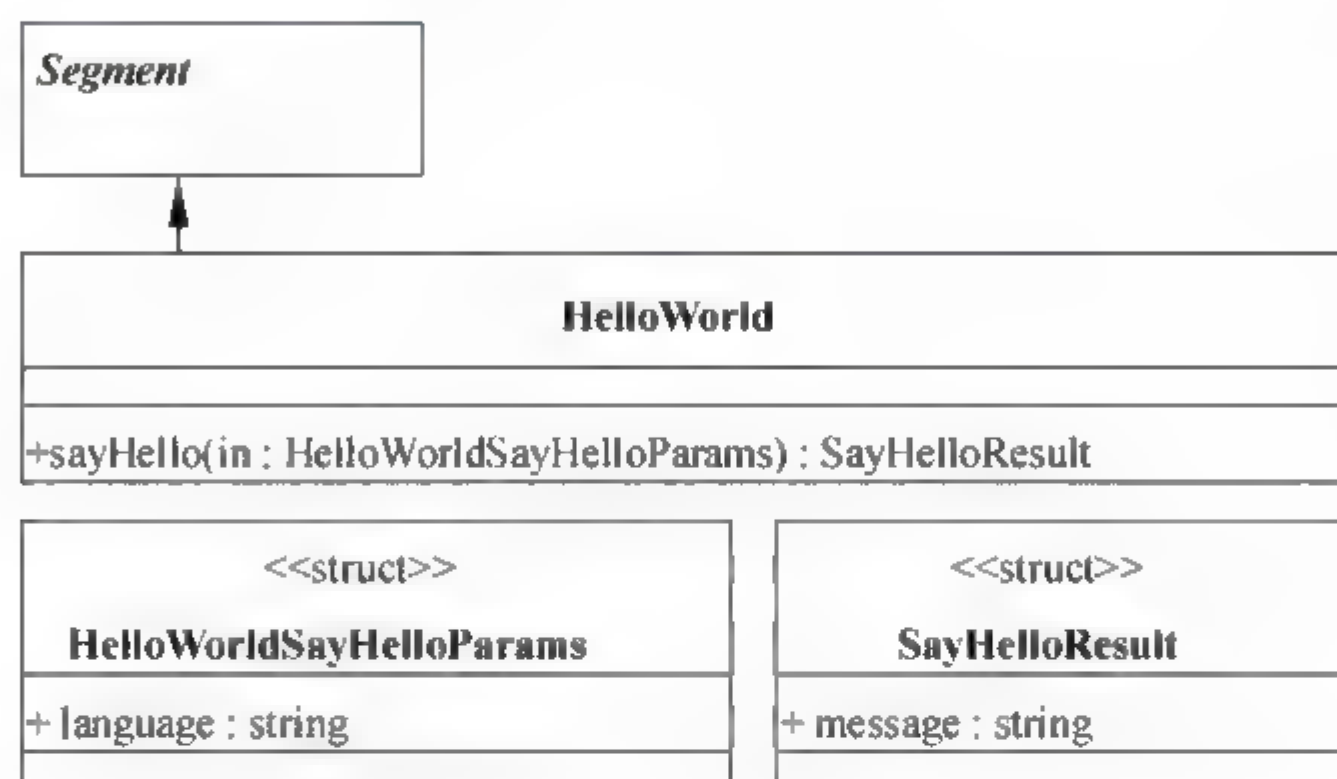 Segment
HelloWorld
+sayHello(in : HelloWorldSayHelloParams) : SayHelloResult
<<struct>>
HelloWorldSayHelloParams
+ language : string
<<struct>>
SayHelloResult
+ message : string